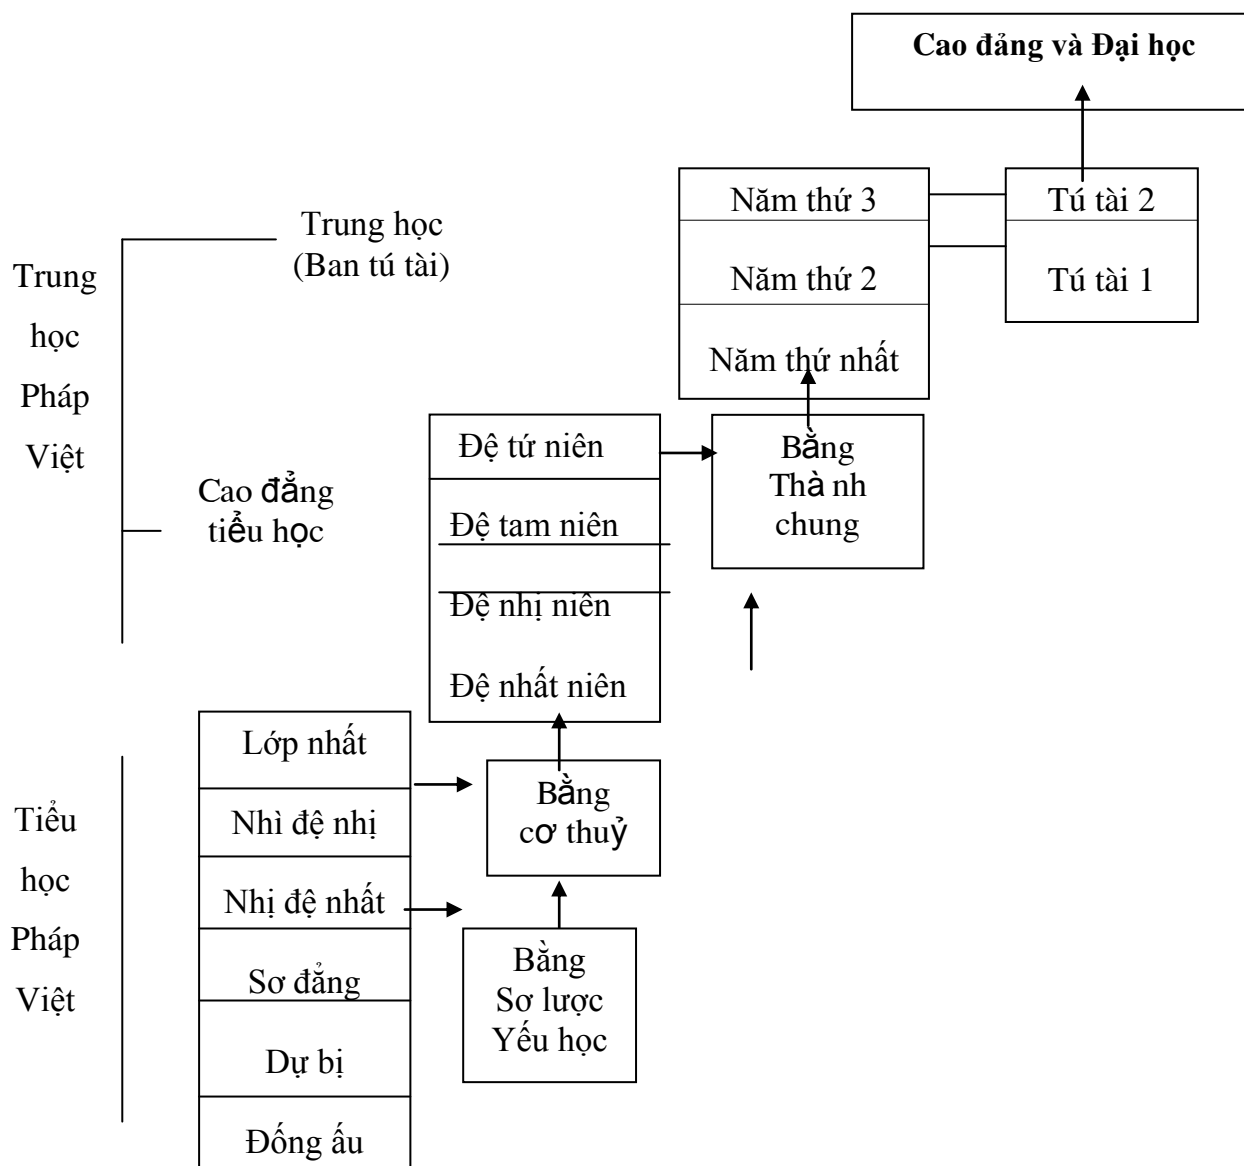 Cao đảng và Đại học
Năm thứ 3
Tú tài 2
Trung học
(Ban tú tài)
Năm thứ 2
Tú tài 1
Trung
học
Pháp
Việt
Năm thứ nhất
Đệ tứ niên
Bằng
Thà nh
chung
Cao đẳng
tiểu học
Đệ tam niên
Đệ nhị niên
Đệ nhất niên
Lớp nhất
Bằng
cơ thuỷ
Tiểu
học
Pháp
Việt
Nhì đệ nhị
Nhị đệ nhất
Bằng
Sơ lược
Yếu học
Sơ đẳng
Dự bị
Đống ấu